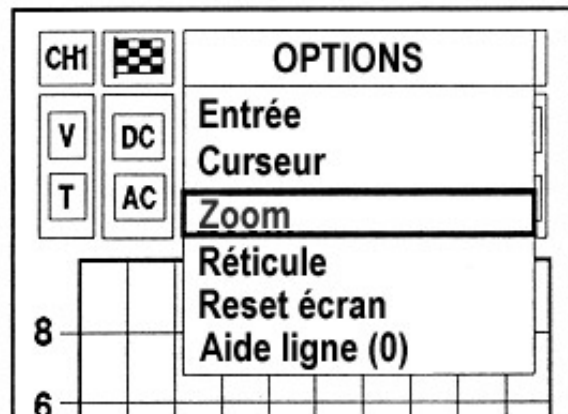 CH1 OPTIONS
V DC Entrée
Curseur
T AC Zoom
Réticule
Reset écran
8 Aide ligne (0)
6